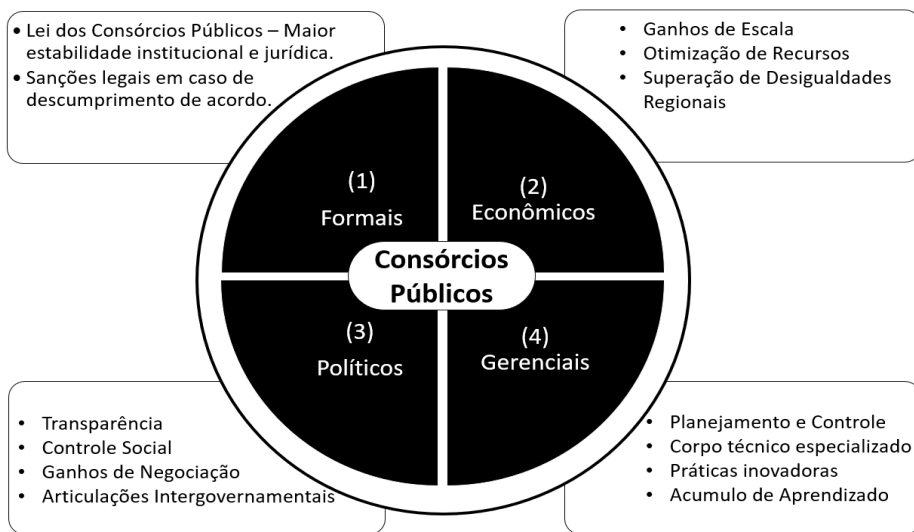 • Lei dos Consórcios Públicos – Maior
estabilidade institucional e jurídica.
• Sanções legais em caso de
descumprimento de acordo.
• Ganhos de Escala
• Otimização de Recursos
• Superação de Desigualdades
Regionais
(1)
Formais
(2)
Econômicos
Consórcios
Públicos
(3)
Políticos
(4)
Gerenciais
• Transparência
• Controle Social
• Ganhos de Negociação
• Articulações Intergovernamentais
• Planejamento e Controle
• Corpo técnico especializado
• Práticas inovadoras
• Acumulo de Aprendizado